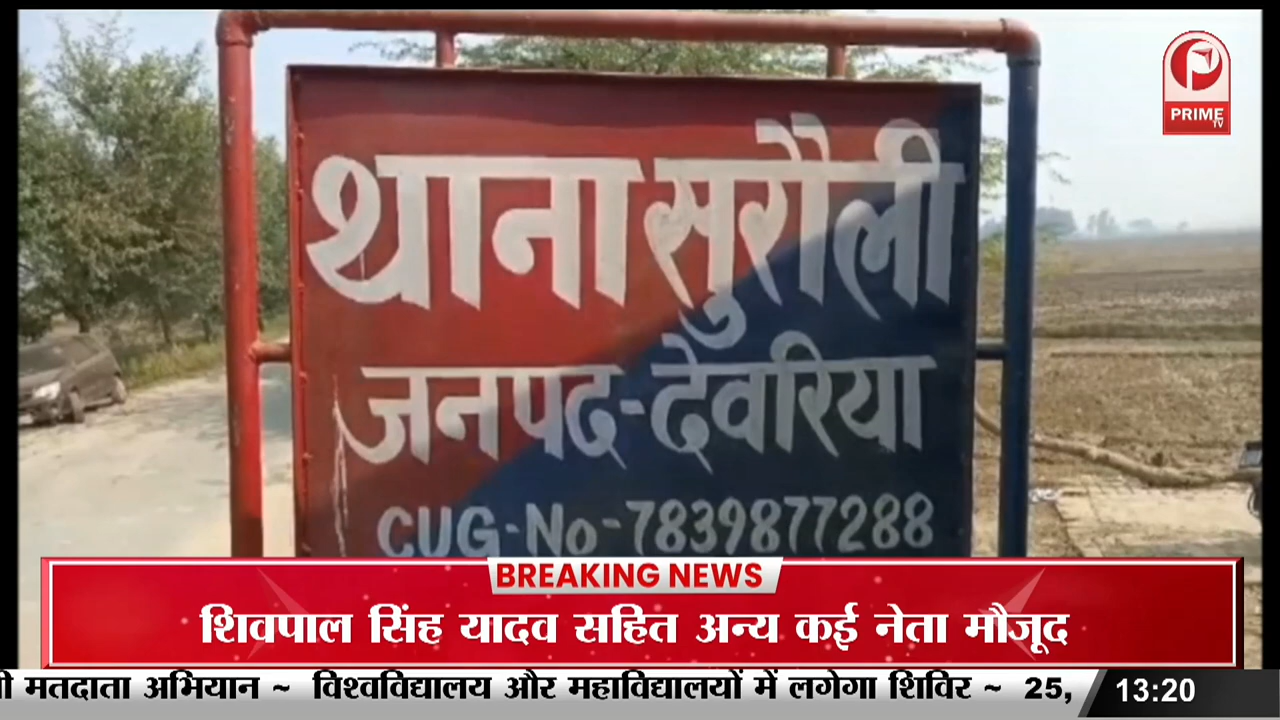 PRIME
TV
थाना सुरौली
जनपद-देवरिया
CUG-No-7839877288
BREAKING NEWS
शिवपाल सिंह यादव सहित अन्य कई नेता मौजूद
मतदाता अभियान ~ विश्वविद्यालय और महाविद्यालयों में लगेगा शिविर ~ 25,
13:20